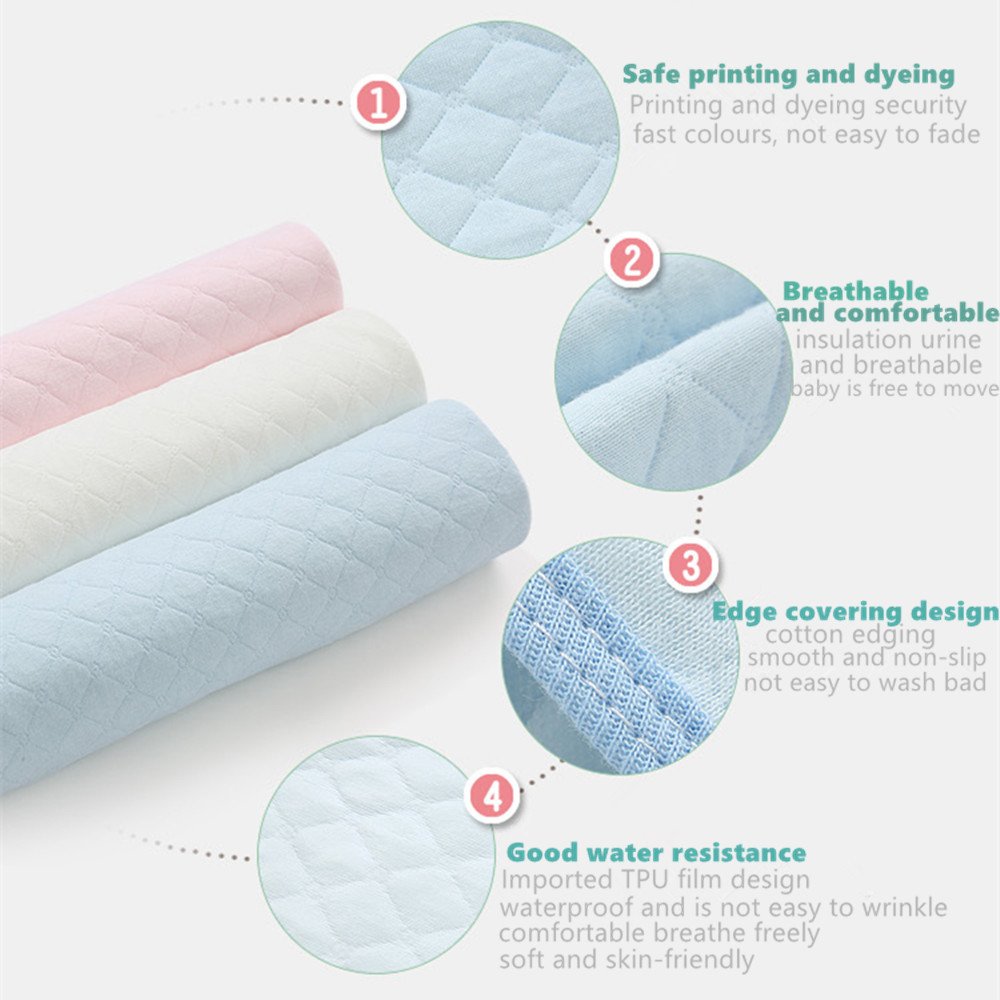 1
Safe printing and dyeing
Printing and dyeing security
fast colours, not easy to fade
2
Breathable
and comfortable
insulation urine
and breathable
baby is free to move
3
Edge covering design
cotton edging
smooth and non-slip
not easy to wash bad
4
Good water resistance
Imported TPU film design
waterproof and is not easy to wrinkle
comfortable breathe freely
soft and skin-friendly